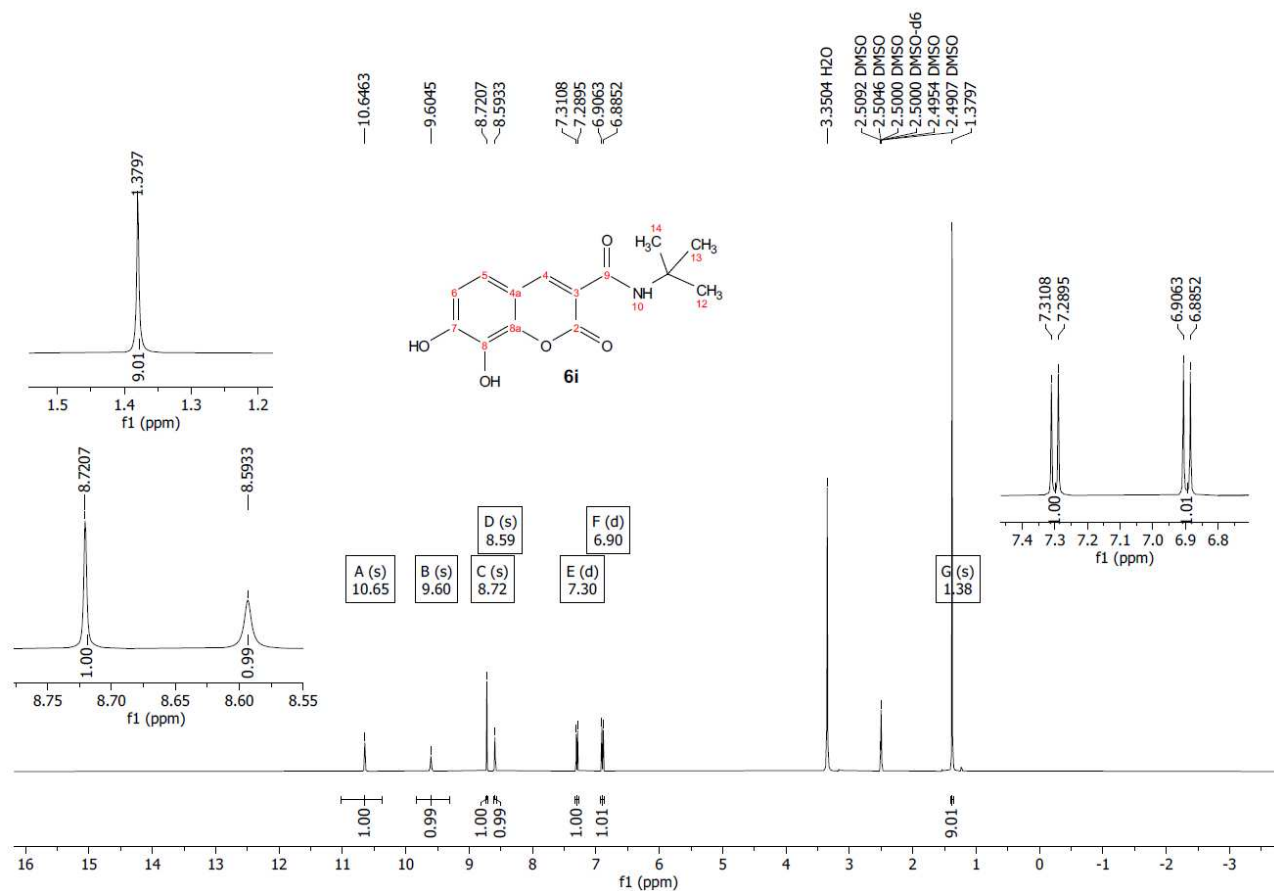 10.6463
9.6045
8.7207
8.5933
7.3108
7.2895
6.9063
6.8852
3.3504 H2O
2.5092 DMSO
2.5046 DMSO
2.5000 DMSO
2.5000 DMSO-d6
2.4954 DMSO
2.4907 DMSO
1.3797
1.3797
9.01
1.5 1.4 1.3 1.2
f1 (ppm)
8.7207
8.5933
1.00
0.99
8.75 8.70 8.65 8.60 8.55
f1 (ppm)
14
H3C CH3
13
O
9
CH3
12
NH
10
5
4
6
4a
3
7
8a
2
8
HO
O
O
OH
6i
7.3108
7.2895
6.9063
6.8852
1.00
1.01
7.4 7.3 7.2 7.1 7.0 6.9 6.8
f1 (ppm)
D (s)
8.59
F (d)
6.90
A (s)
10.65
B (s)
9.60
C (s)
8.72
E (d)
7.30
G (s)
1.38
1.00
0.99
1.00
0.99
1.00
1.01
9.01
16 15 14 13 12 11 10 9 8 7 6 5 4 3 2 1 0 -1 -2 -3
f1 (ppm)